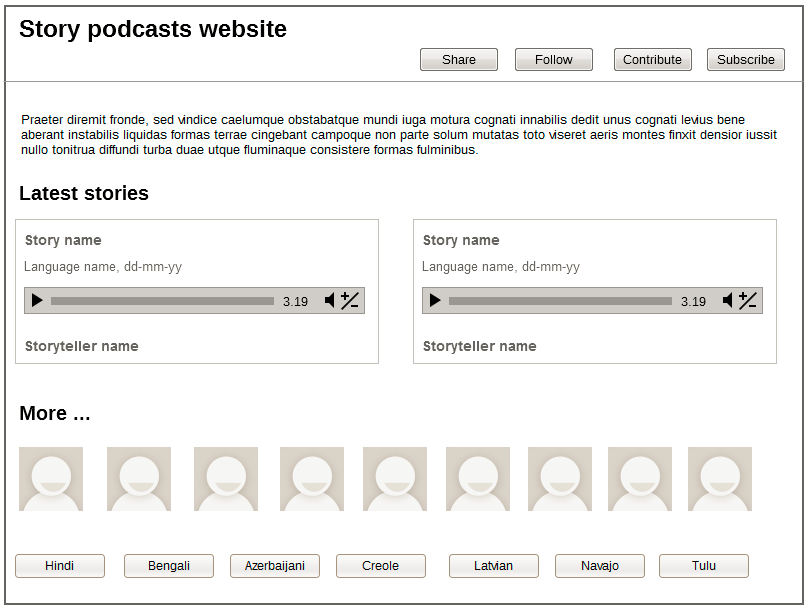 Story podcasts website
Share Follow Contribute Subscribe
Praeter diremit fronde, sed vindice caelumque obstabatque mundi iuga motura cognati innabilis dedit unus cognati levius bene
aberant instabilis liquidas formas terrae cingebant campoque non parte solum mutatas toto viseret aeris montes finxit densior iussit
nullo tonitrua diffundi turba duae utque fluminaque consistere formas fulminibus.
Latest stories
Story name
Language name, dd-mm-yy
3.19
Storyteller name
Story name
Language name, dd-mm-yy
3.19
Storyteller name
More ...
Hindi Bengali Azerbaijani Creole Latvian Navajo Tulu